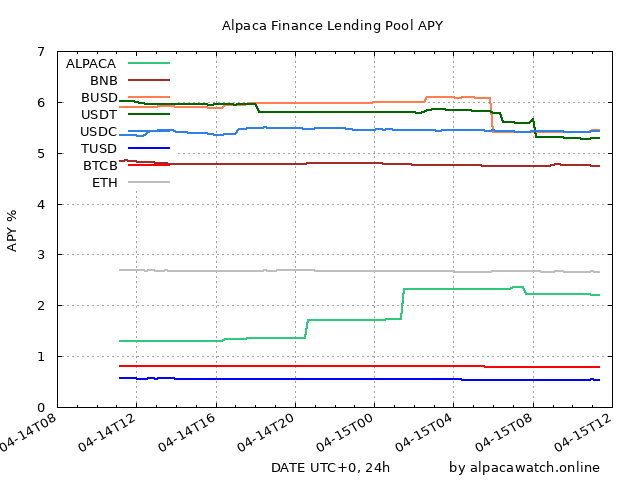 Alpaca Finance Lending Pool APY
7
6
5
4
3
2
1
0
APY %
ALPACA
BNB
BUSD
USDT
USDC
TUSD
BTCB
ETH
04-14T08
04-14T12
04-14T16
04-14T20
04-15T00
04-15T04
04-15T08
04-15T12
DATE UTC+0, 24h
by alpacawatch.online